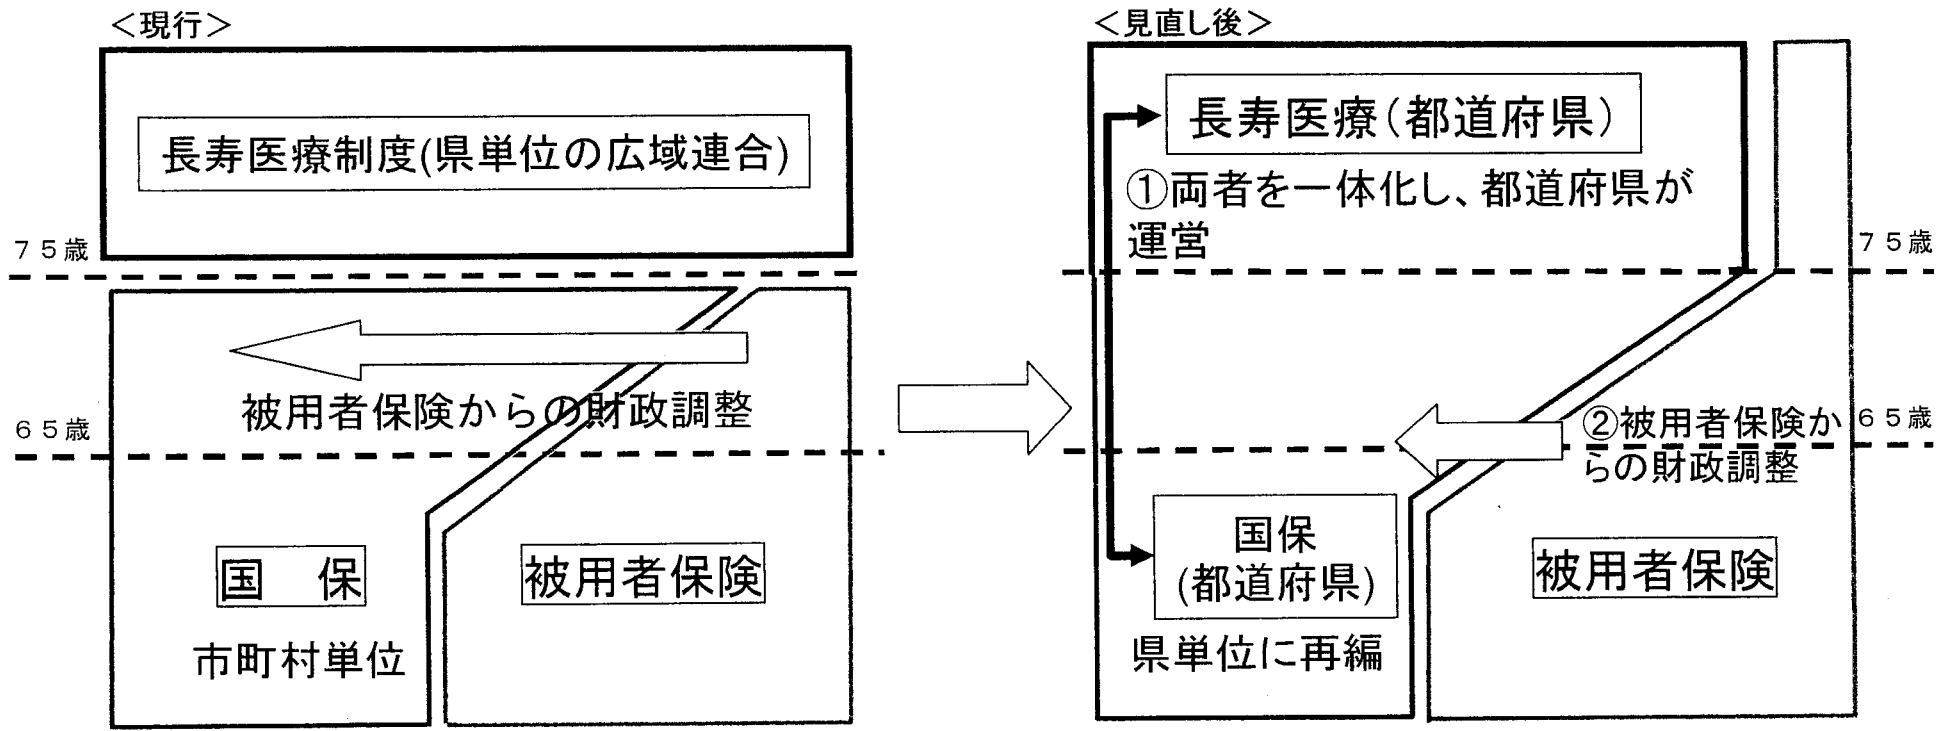 ＜現行＞
長寿医療制度(県単位の広域連合)
７５歳
被用者保険からの財政調整
６５歳
国　保
被用者保険
市町村単位
＜見直し後＞
長寿医療（都道府県）
①両者を一体化し、都道府県が
運営
７５歳
②被用者保険か
らの財政調整
６５歳
国保
(都道府県)
被用者保険
県単位に再編